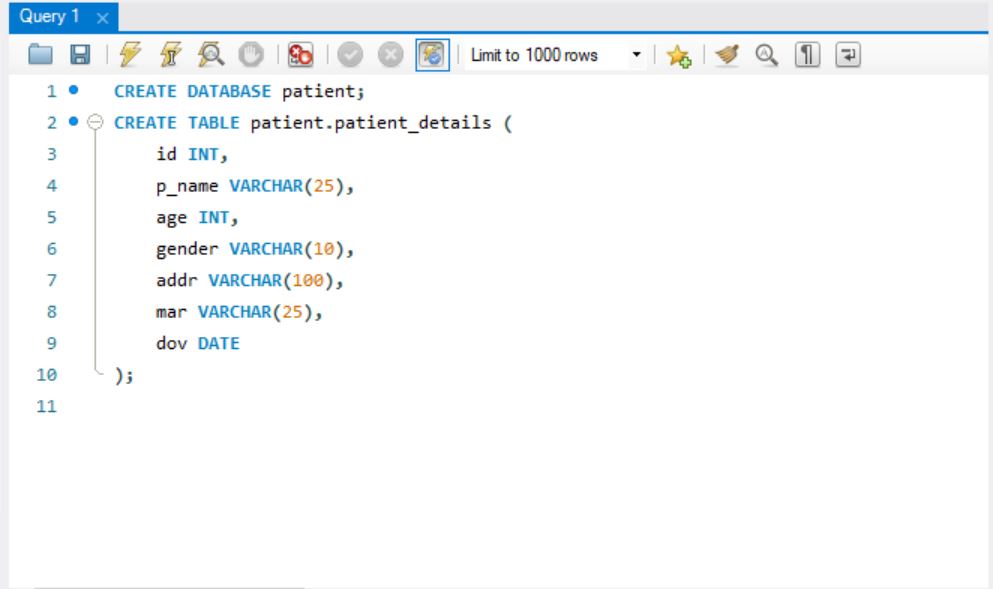 Query 1
Limit to 1000 rows
1 CREATE DATABASE patient;
2 CREATE TABLE patient.patient_details (
3 id INT,
4 p_name VARCHAR(25),
5 age INT,
6 gender VARCHAR(10),
7 addr VARCHAR(100),
8 mar VARCHAR(25),
9 dov DATE
10 );
11